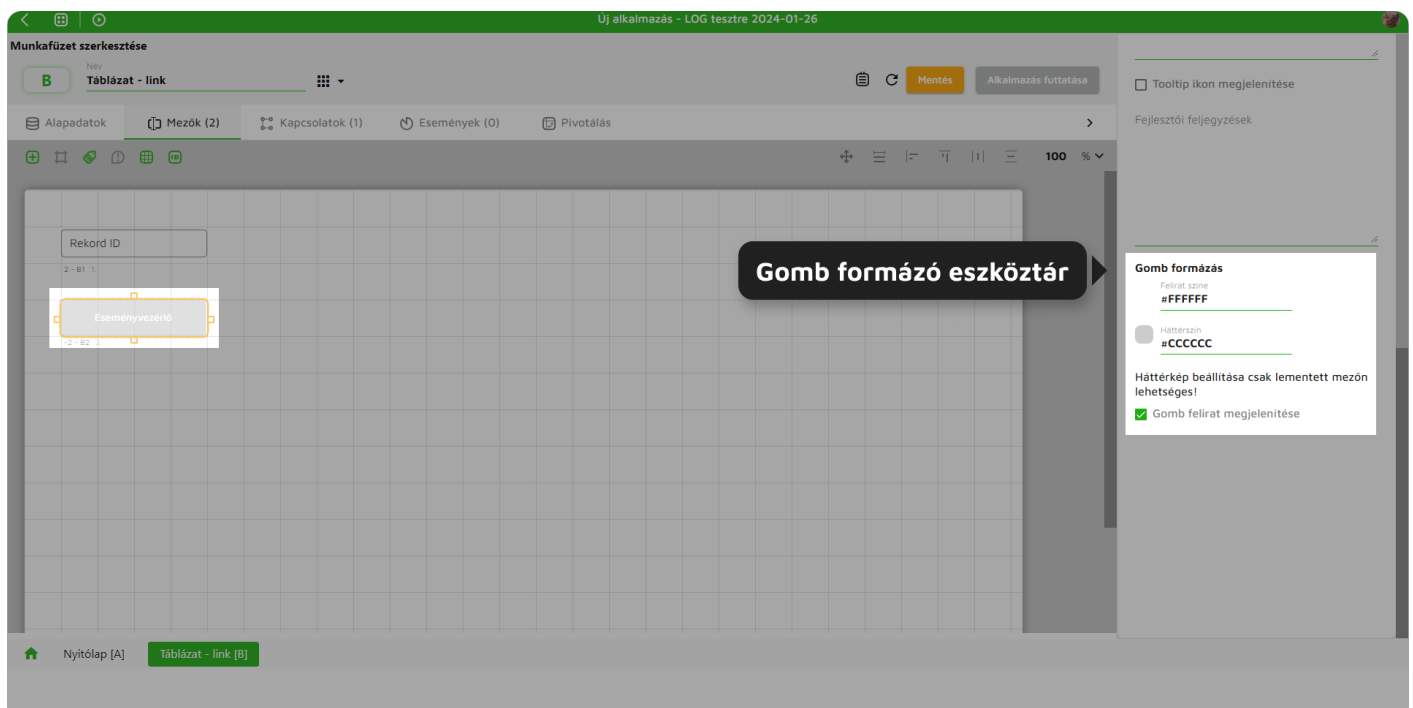 Új alkalmazás - LOG tesztre 2024-01-26
Munkafüzet szerkesztése
B
Név
Táblázat - link
Mentés
Alkalmazás futtatása
Alapadatok
Mezők (2)
Kapcsolatok (1)
Események (0)
Pivotálás
100 %
Rekord ID
2 - B1 1.
Eseményvezérlő
-2 - B2 2.
Gomb formázó eszköztár
Tooltip ikon megjelenítése
Fejlesztői feljegyzések
Gomb formázás
Felirat színe
#FFFFFF
Háttérszín
#CCCCCC
Háttérkép beállítása csak lementett mezőn
lehetséges!
Gomb felirat megjelenítése
Nyitólap [A]
Táblázat - link [B]